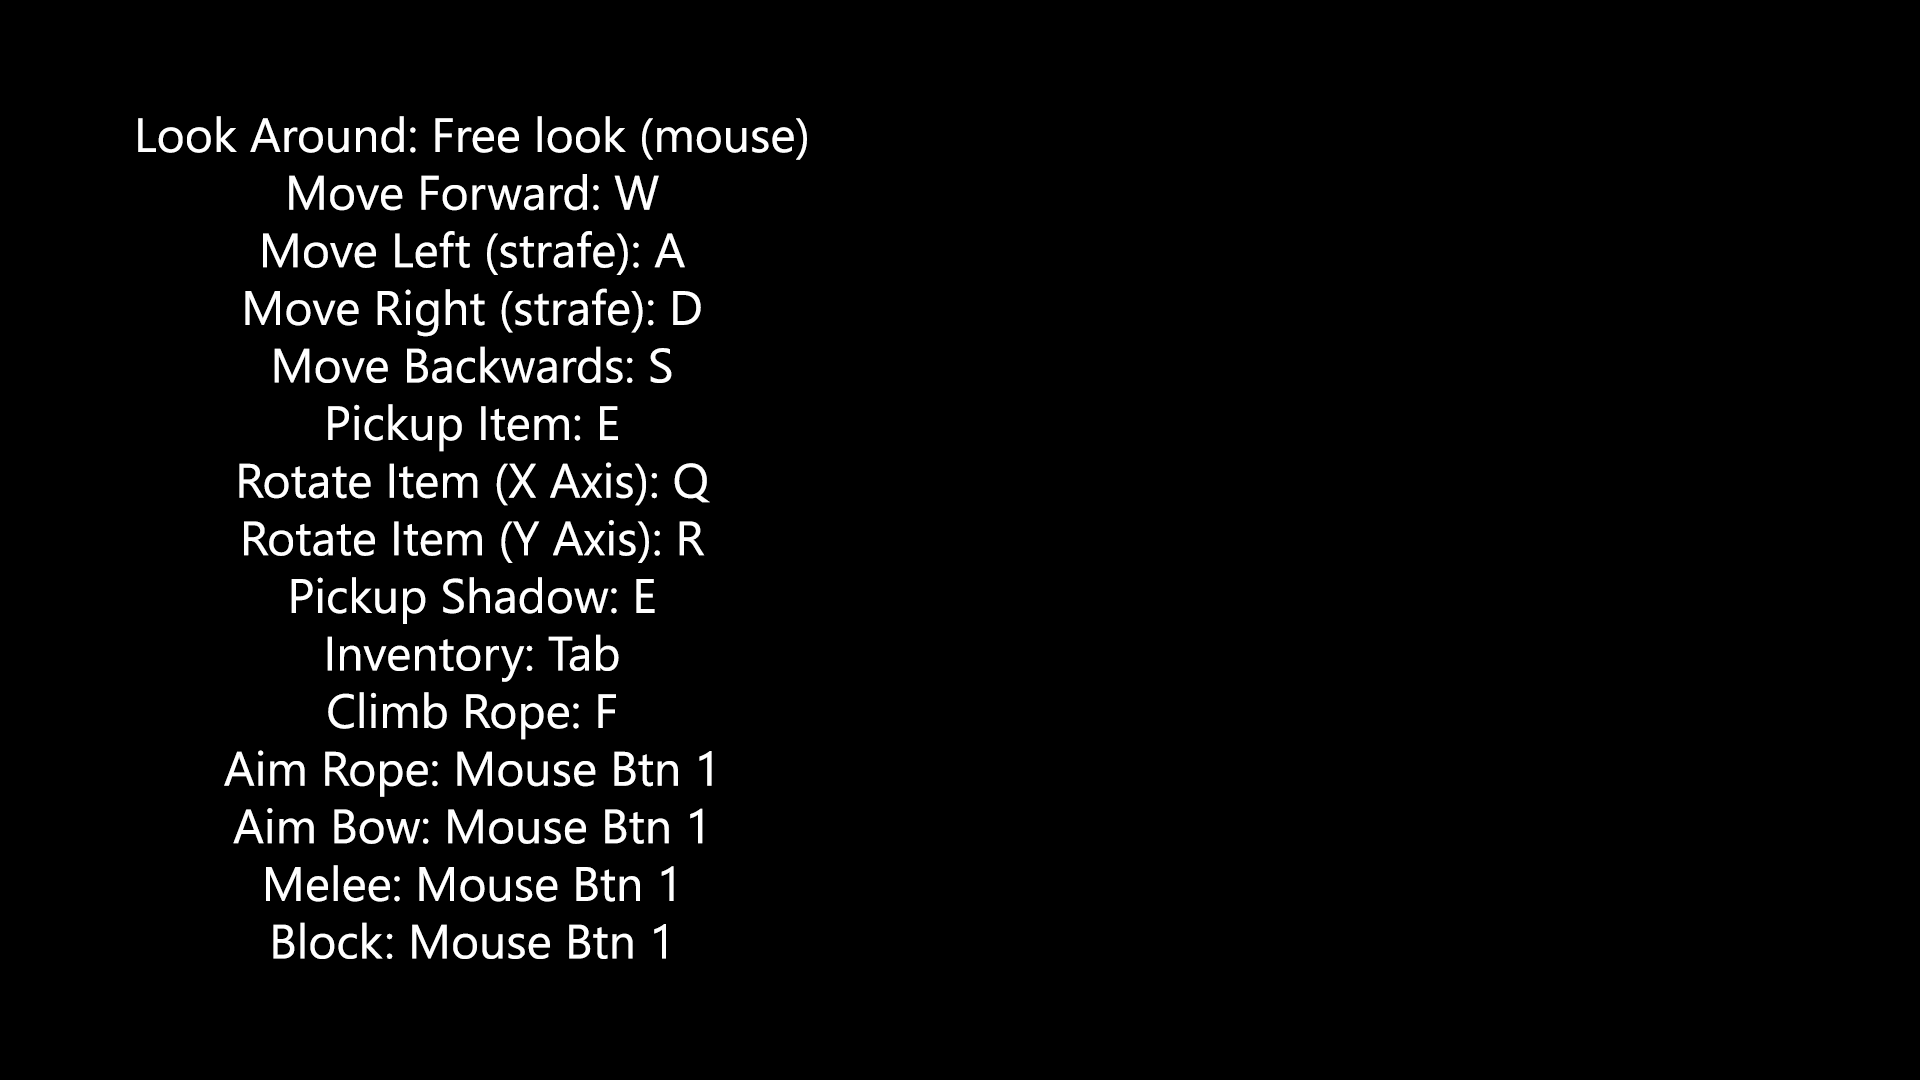 Look Around: Free look (mouse)
Move Forward: W
Move Left (strafe): A
Move Right (strafe): D
Move Backwards: S
Pickup Item: E
Rotate Item (X Axis): Q
Rotate Item (Y Axis): R
Pickup Shadow: E
Inventory: Tab
Climb Rope: F
Aim Rope: Mouse Btn 1
Aim Bow: Mouse Btn 1
Melee: Mouse Btn 1
Block: Mouse Btn 1